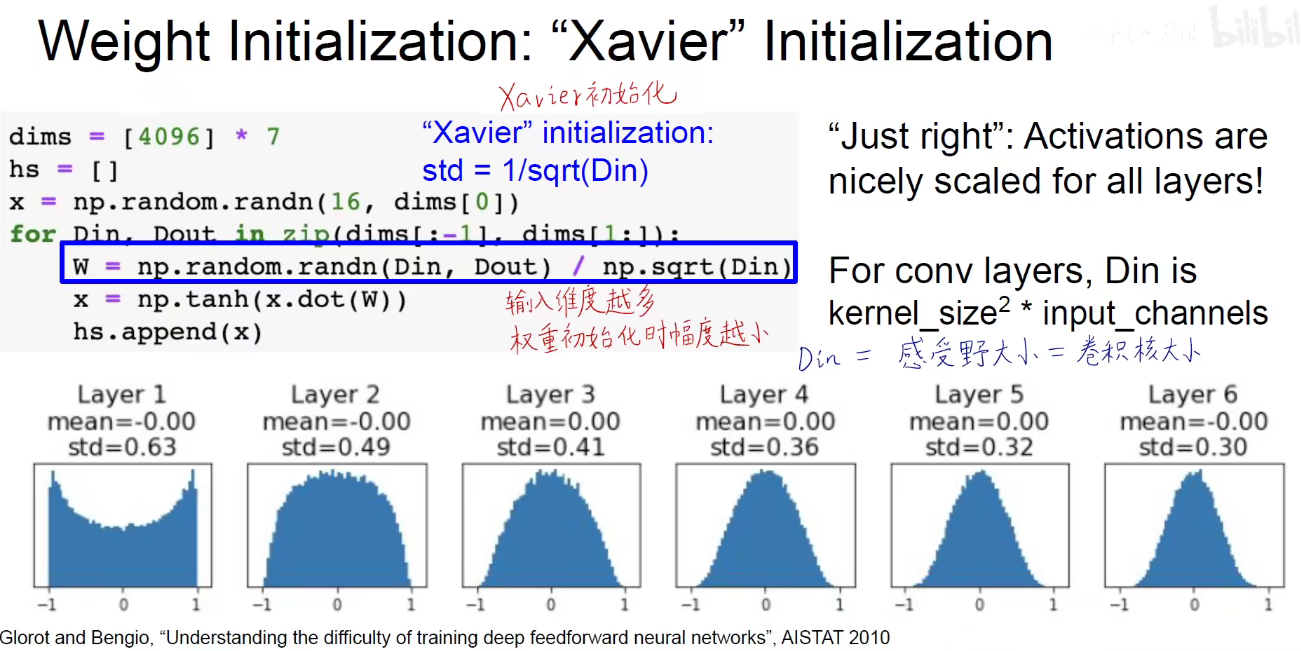 Weight Initialization: “Xavier” Initialization
bilibili
Xavier初始化
dims = [4096] * 7
hs = []
x = np.random.randn(16, dims[0])
for Din, Dout in zip(dims[:-1], dims[1:]):
W = np.random.randn(Din, Dout) / np.sqrt(Din)
x = np.tanh(x.dot(W))
hs.append(x)
“Xavier” initialization:
std = 1/sqrt(Din)
输入维度越多
权重初始化时幅度越小
“Just right”: Activations are
nicely scaled for all layers!
For conv layers, Din is
kernel_size² * input_channels
Din = 感受野大小=卷积核大小
Layer 1
mean=-0.00
std=0.63
-1 0 1
Layer 2
mean=-0.00
std=0.49
-1 0 1
Layer 3
mean=0.00
std=0.41
-1 0 1
Layer 4
mean=0.00
std=0.36
-1 0 1
Layer 5
mean=0.00
std=0.32
-1 0 1
Layer 6
mean=-0.00
std=0.30
-1 0 1
Glorot and Bengio, “Understanding the difficulty of training deep feedforward neural networks”, AISTAT 2010